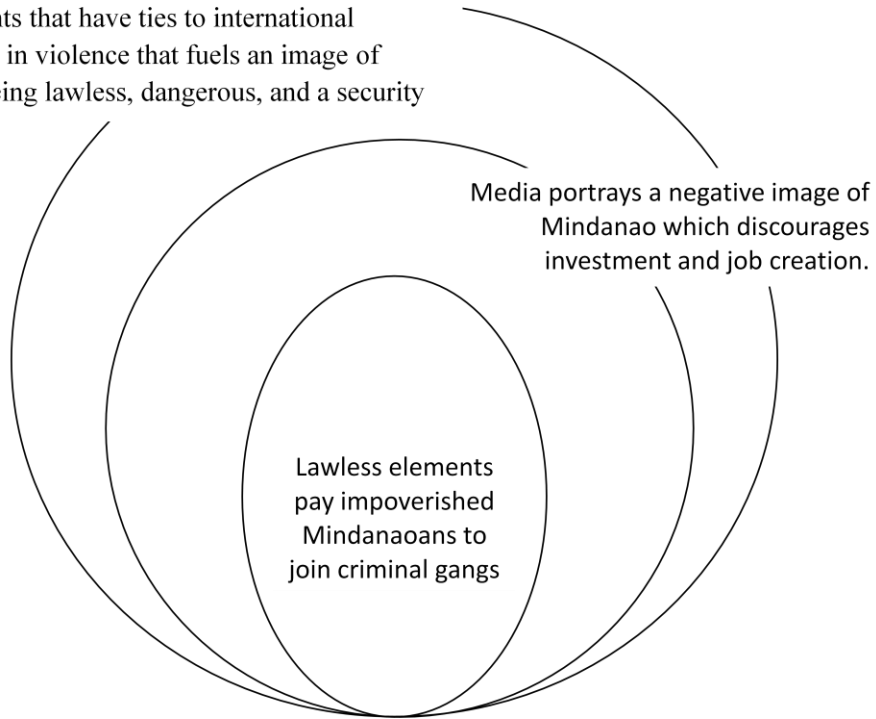 nts that have ties to international
in violence that fuels an image of
eing lawless, dangerous, and a security
Media portrays a negative image of
Mindanao which discourages
investment and job creation.
Lawless elements
pay impoverished
Mindanaoans to
join criminal gangs